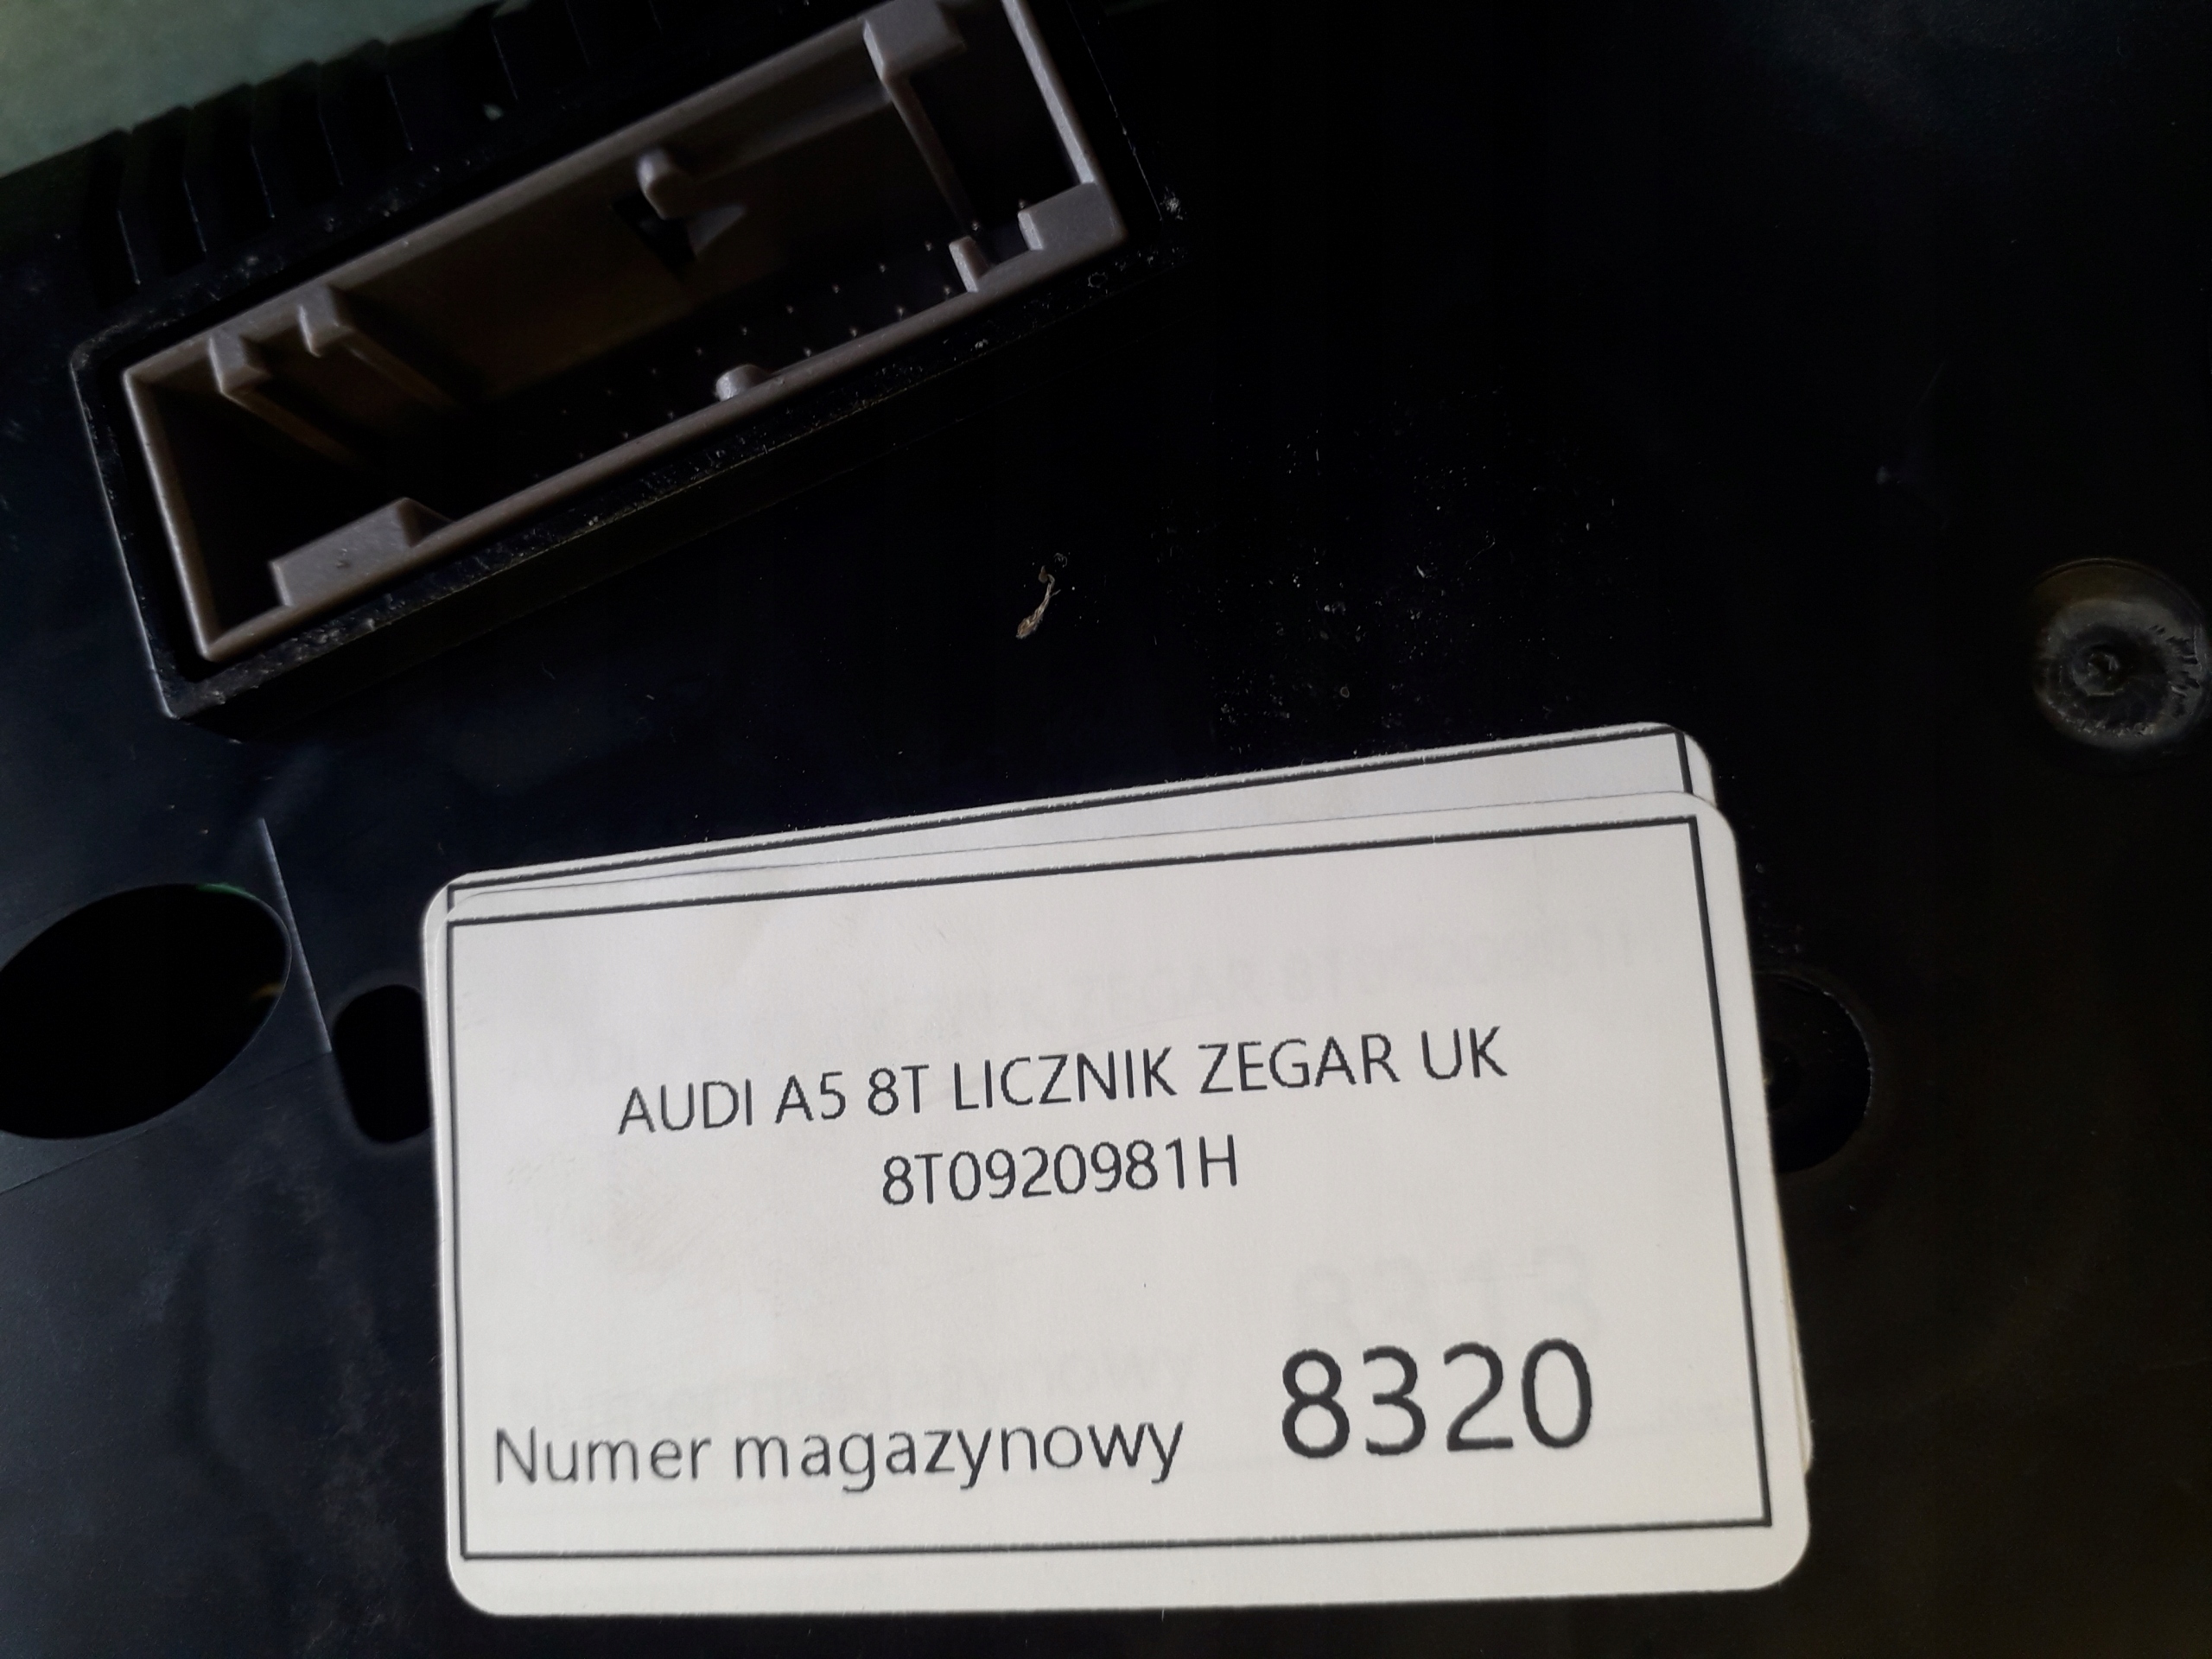 AUDI A5 8T LICZNIK ZEGAR UK
8T0920981H
Numer magazynowy 8320